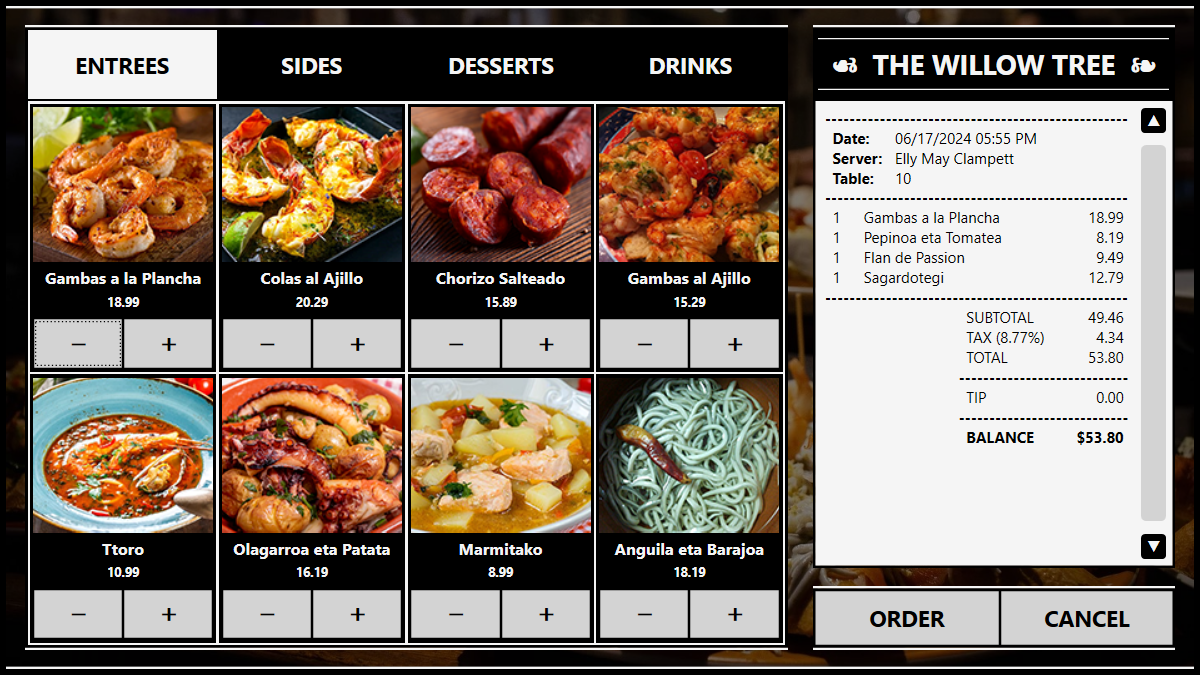 ENTREES SIDES DESSERTS DRINKS
Gambas a la Plancha
18.99
− +
Colas al Ajillo
20.29
− +
Chorizo Salteado
15.89
− +
Gambas al Ajillo
15.29
− +
Ttoro
10.99
− +
Olagarroa eta Patata
16.19
− +
Marmitako
8.99
− +
Anguila eta Barajoa
18.19
− +
THE WILLOW TREE
Date: 06/17/2024 05:55 PM
Server: Elly May Clampett
Table: 10
1 Gambas a la Plancha 18.99
1 Pepinoa eta Tomatea 8.19
1 Flan de Passion 9.49
1 Sagardotegi 12.79
SUBTOTAL 49.46
TAX (8.77%) 4.34
TOTAL 53.80
TIP 0.00
BALANCE $53.80
ORDER CANCEL